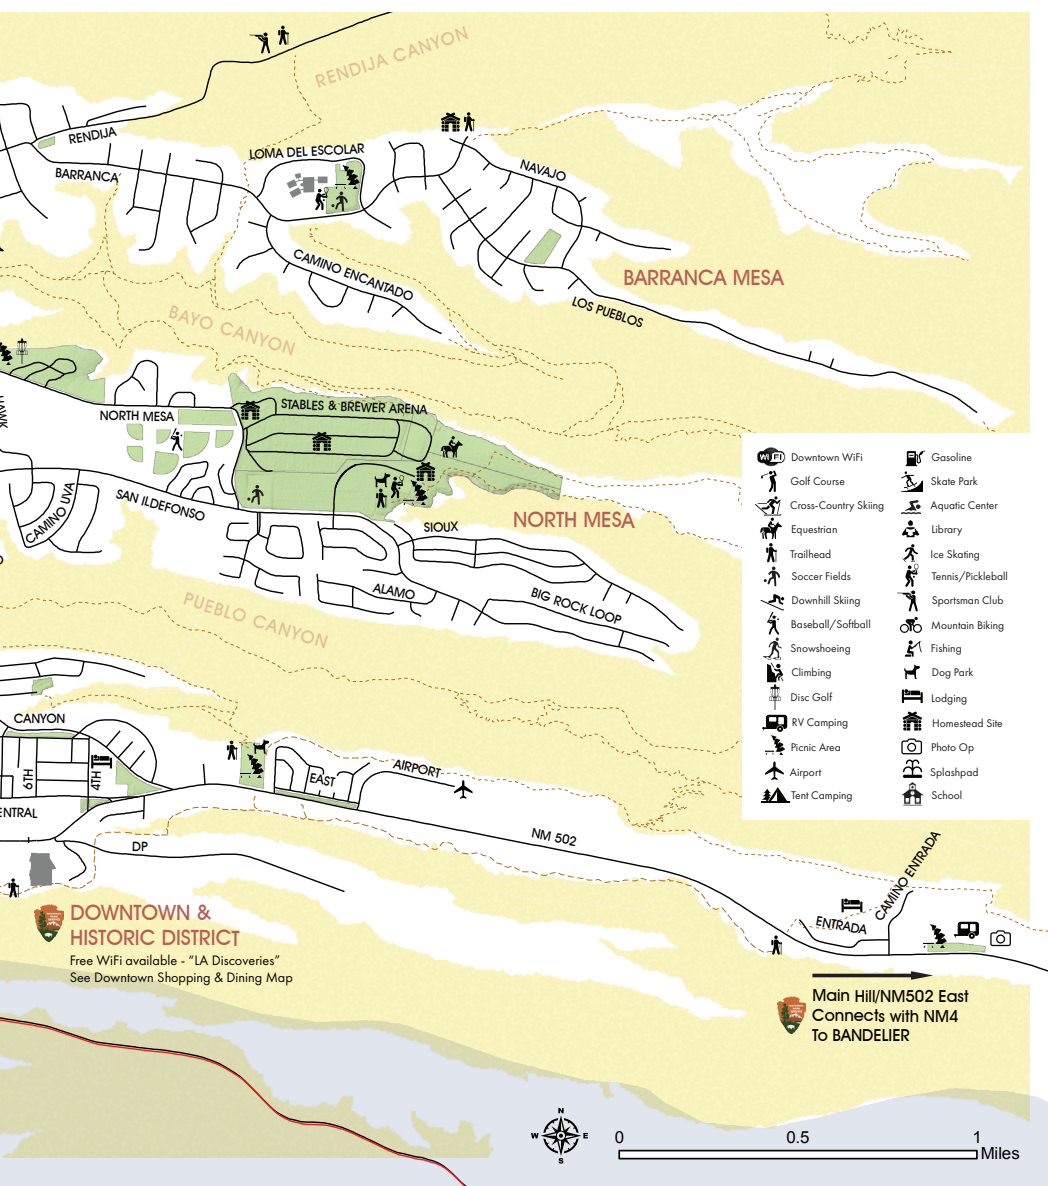 RENDIJA CANYON
RENDIJA
LOMA DEL ESCOLAR
BARRANCA
NAVAJO
CAMINO ENCANTADO
BARRANCA MESA
LOS PUEBLOS
BAYO CANYON
HAWK
NORTH MESA
STABLES & BREWER ARENA
CAMINO UVA
SAN ILDEFONSO
SIOUX
NORTH MESA
ALAMO
BIG ROCK LOOP
PUEBLO CANYON
WiFi
Downtown WiFi
Golf Course
Cross-Country Skiing
Equestrian
Trailhead
Soccer Fields
Downhill Skiing
Baseball/Softball
Snowshoeing
Climbing
Disc Golf
RV Camping
Picnic Area
Airport
Tent Camping
Gasoline
Skate Park
Aquatic Center
Library
Ice Skating
Tennis/Pickleball
Sportsman Club
Mountain Biking
Fishing
Dog Park
Lodging
Homestead Site
Photo Op
Splashpad
School
CANYON
6TH
4TH
ENTRAL
EAST
AIRPORT
DP
NM 502
CAMINO ENTRADA
ENTRADA
DOWNTOWN &
HISTORIC DISTRICT
Free WiFi available - “LA Discoveries”
See Downtown Shopping & Dining Map
Main Hill/NM502 East
Connects with NM4
To BANDELIER
N
W E
S
0 0.5 1
Miles